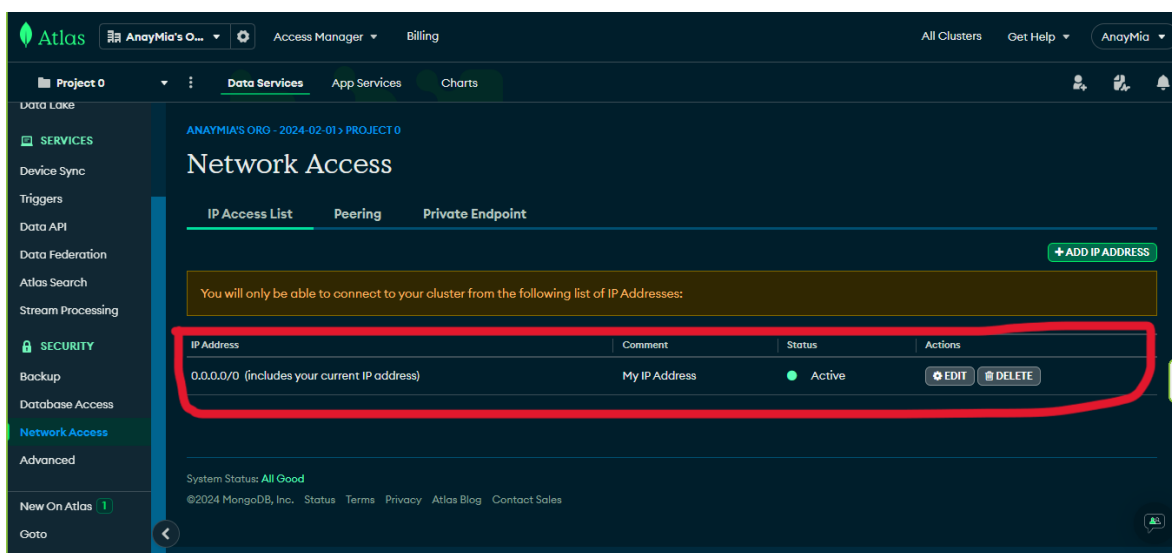 Atlas AnayMia's O... Access Manager Billing All Clusters Get Help AnayMia
Project 0 Data Services App Services Charts
Data Lake
SERVICES
Device Sync
Triggers
Data API
Data Federation
Atlas Search
Stream Processing
SECURITY
Backup
Database Access
Network Access
Advanced
New On Atlas 1
Goto
ANAYMIA'S ORG - 2024-02-01 > PROJECT 0
Network Access
IP Access List Peering Private Endpoint
+ ADD IP ADDRESS
You will only be able to connect to your cluster from the following list of IP Addresses:
IP Address Comment Status Actions
0.0.0.0/0 (includes your current IP address) My IP Address Active EDIT DELETE
System Status: All Good
©2024 MongoDB, Inc. Status Terms Privacy Atlas Blog Contact Sales